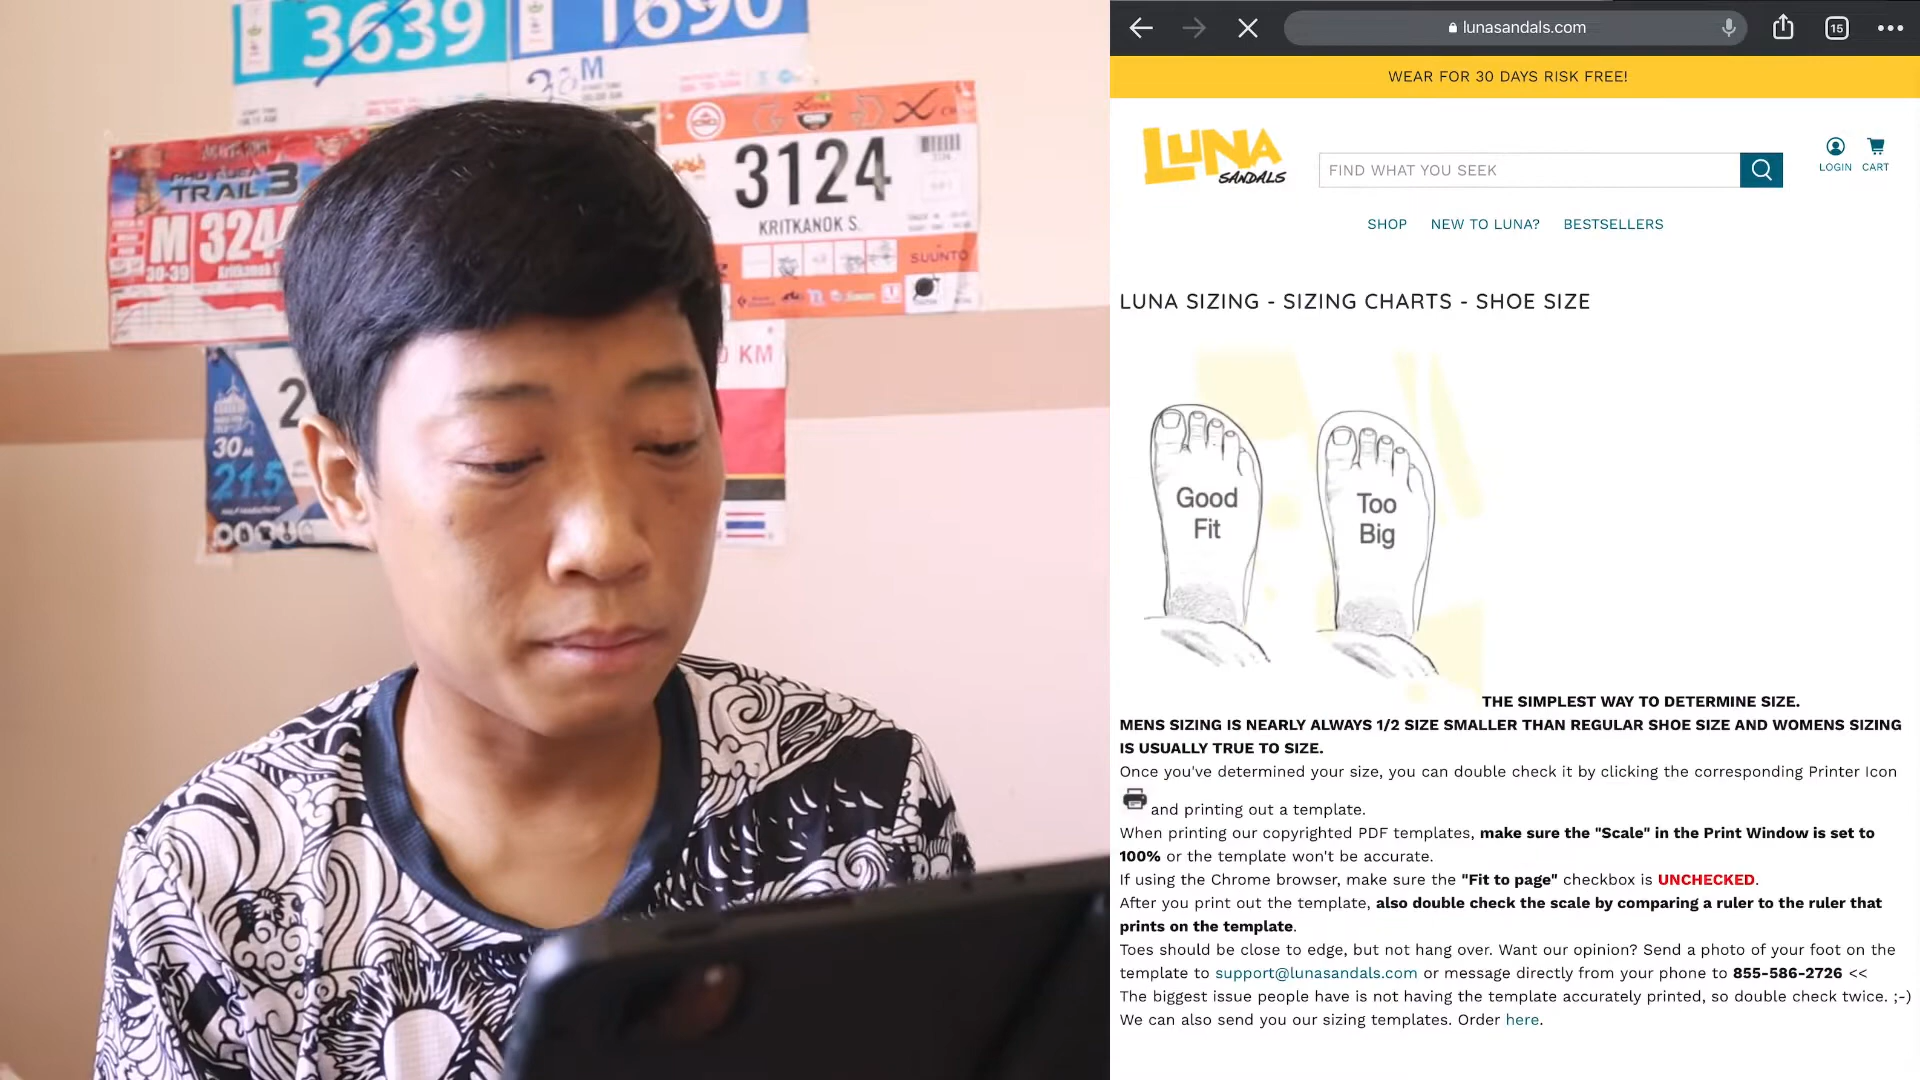 3639
1690
M
PHU RUEA
TRAIL 3
M 3244
30-39
Kritkanok
3124
KRITKANOK S.
SUUNTO
KM
2
30
21.5
15
lunasandals.com
WEAR FOR 30 DAYS RISK FREE!
LUNA
SANDALS
FIND WHAT YOU SEEK
LOGIN CART
SHOP NEW TO LUNA? BESTSELLERS
LUNA SIZING - SIZING CHARTS - SHOE SIZE
Good
Fit
Too
Big
THE SIMPLEST WAY TO DETERMINE SIZE.
MENS SIZING IS NEARLY ALWAYS 1/2 SIZE SMALLER THAN REGULAR SHOE SIZE AND WOMENS SIZING
IS USUALLY TRUE TO SIZE.
Once you've determined your size, you can double check it by clicking the corresponding Printer Icon
and printing out a template.
When printing our copyrighted PDF templates, make sure the "Scale" in the Print Window is set to
100% or the template won't be accurate.
If using the Chrome browser, make sure the "Fit to page" checkbox is UNCHECKED.
After you print out the template, also double check the scale by comparing a ruler to the ruler that
prints on the template.
Toes should be close to edge, but not hang over. Want our opinion? Send a photo of your foot on the
template to support@lunasandals.com or message directly from your phone to 855-586-2726 <<
The biggest issue people have is not having the template accurately printed, so double check twice. ;-)
We can also send you our sizing templates. Order here.